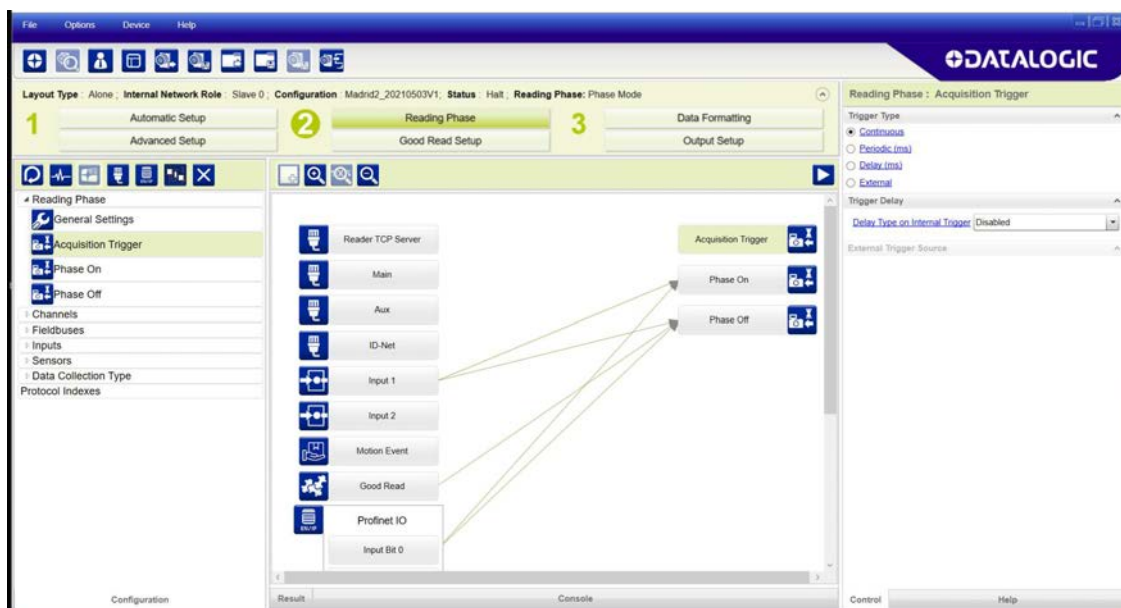 File Options Device Help
DATALOGIC
Layout Type : Alone ; Internal Network Role : Slave 0 ; Configuration : Madrid2_20210503V1; Status : Halt ; Reading Phase: Phase Mode
1 Automatic Setup
Advanced Setup
2 Reading Phase
Good Read Setup
3 Data Formatting
Output Setup
Reading Phase
General Settings
Acquisition Trigger
Phase On
Phase Off
Channels
Fieldbuses
Inputs
Sensors
Data Collection Type
Protocol Indexes
Configuration
Reader TCP Server
Main
Aux
ID-Net
Input 1
Input 2
Motion Event
Good Read
Profinet IO
Input Bit 0
Acquisition Trigger
Phase On
Phase Off
Result Console
Reading Phase : Acquisition Trigger
Trigger Type
Continuous
Periodic (ms)
Delay (ms)
External
Trigger Delay
Delay Type on Internal Trigger Disabled
External Trigger Source
Control Help